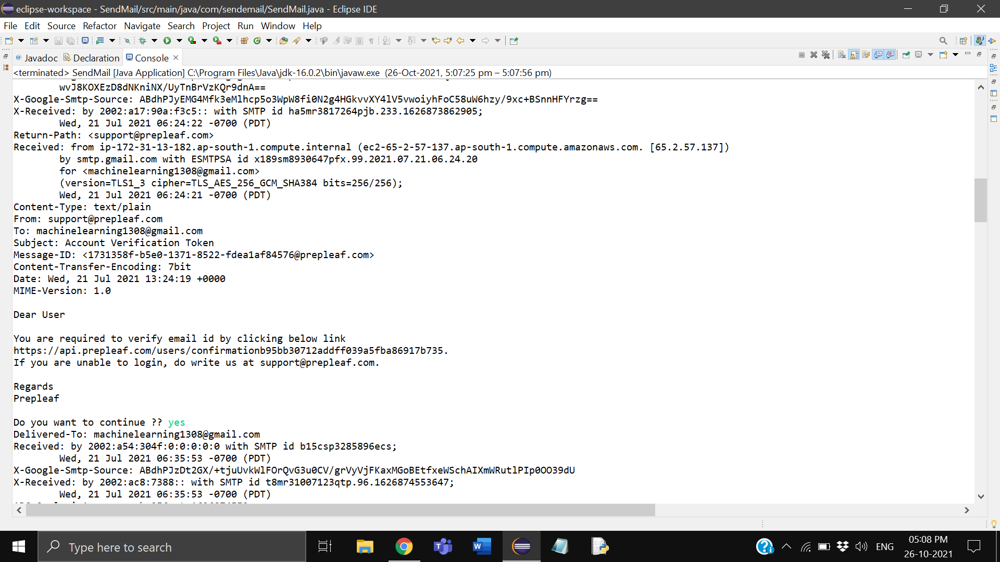 eclipse-workspace - SendMail/src/main/java/com/sendemail/SendMail.java - Eclipse IDE
File Edit Source Refactor Navigate Search Project Run Window Help
@ Javadoc Declaration Console
<terminated> SendMail [Java Application] C:\Program Files\Java\jdk-16.0.2\bin\javaw.exe (26-Oct-2021, 5:07:25 pm – 5:07:56 pm)
wvJ8KOXEzD8dNKniNX/UyTnBrVzKQr9dnA==
X-Google-Smtp-Source: ABdhPJyEMG4Mfk3eMlhcp5o3WpW8fi0N2g4HGkvvXY4lV5vwoiyhFoC58uW6hzy/9xc+BSnnHFYrzg==
X-Received: by 2002:a17:90a:f3c5:: with SMTP id ha5mr3817264pjb.233.1626873862905;
Wed, 21 Jul 2021 06:24:22 -0700 (PDT)
Return-Path: <support@prepleaf.com>
Received: from ip-172-31-13-182.ap-south-1.compute.internal (ec2-65-2-57-137.ap-south-1.compute.amazonaws.com. [65.2.57.137])
by smtp.gmail.com with ESMTPSA id x189sm8930647pfx.99.2021.07.21.06.24.20
for <machinelearning1308@gmail.com>
(version=TLS1_3 cipher=TLS_AES_256_GCM_SHA384 bits=256/256);
Wed, 21 Jul 2021 06:24:21 -0700 (PDT)
Content-Type: text/plain
From: support@prepleaf.com
To: machinelearning1308@gmail.com
Subject: Account Verification Token
Message-ID: <1731358f-b5e0-1371-8522-fdea1af84576@prepleaf.com>
Content-Transfer-Encoding: 7bit
Date: Wed, 21 Jul 2021 13:24:19 +0000
MIME-Version: 1.0
Dear User
You are required to verify email id by clicking below link
https://api.prepleaf.com/users/confirmationb95bb30712addff039a5fba86917b735.
If you are unable to login, do write us at support@prepleaf.com.
Regards
Prepleaf
Do you want to continue ?? yes
Delivered-To: machinelearning1308@gmail.com
Received: by 2002:a54:304f:0:0:0:0:0 with SMTP id b15csp3285896ecs;
Wed, 21 Jul 2021 06:35:53 -0700 (PDT)
X-Google-Smtp-Source: ABdhPJzDt2GX/+tjuUvkWlFOrQvG3u0CV/grVyVjFKaxMGoBEtfxeWSchAIXmWRutlPIp0OO39dU
X-Received: by 2002:ac8:7388:: with SMTP id t8mr31007123qtp.96.1626874553647;
Wed, 21 Jul 2021 06:35:53 -0700 (PDT)
Type here to search
ENG
05:08 PM
26-10-2021